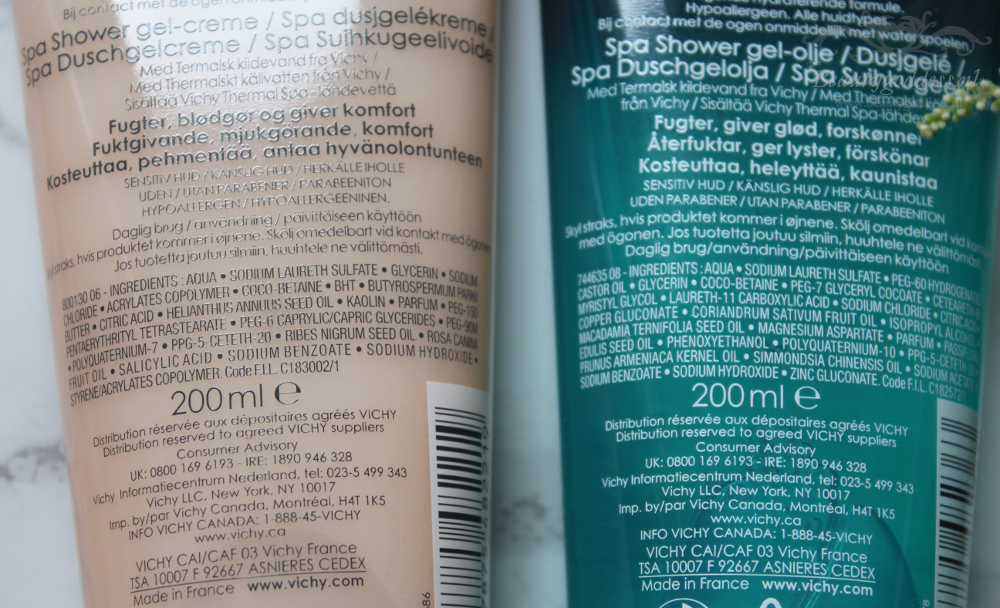 Bij contact met de ogen onmiddellijk
Spa Shower gel-creme / Spa dusjgelékreme /
Spa Duschgelcreme / Spa Suihkugeelivoide
Med Termalsk kildevand fra Vichy /
Med Thermalskt källvatten från Vichy /
Sisältää Vichy Thermal Spa-lähdevettä
Fugter, blødgør og giver komfort
Fuktgivande, mjukgörande, komfort
Kosteuttaa, pehmentää, antaa hyvänolontunteen
SENSITIV HUD / KÄNSLIG HUD / HERKÄLLE IHOLLE
UDEN / UTAN PARABENER / PARABEENITON
HYPOALLERGEN / HYPOALLERGEENINEN.
Daglig brug / användning / päivittäiseen käyttöön
Skyl straks, hvis produktet kommer i øjnene. Skölj omedelbart vid kontakt med ögonen.
Jos tuotetta joutuu silmiin, huuhtele ne välittömästi.
800130 06 - INGREDIENTS : AQUA • SODIUM LAURETH SULFATE • GLYCERIN • SODIUM
CHLORIDE • ACRYLATES COPOLYMER • COCO-BETAINE • BHT • BUTYROSPERMUM PARKII
BUTTER • CITRIC ACID • HELIANTHUS ANNUUS SEED OIL • KAOLIN • PARFUM • PEG-150
PENTAERYTHRITYL TETRASTEARATE • PEG-6 CAPRYLIC/CAPRIC GLYCERIDES • PEG-90M
• POLYQUATERNIUM-7 • PPG-5-CETETH-20 • RIBES NIGRUM SEED OIL • ROSA CANINA
FRUIT OIL • SALICYLIC ACID • SODIUM BENZOATE • SODIUM HYDROXIDE •
STYRENE/ACRYLATES COPOLYMER. Code F.I.L. C183002/1
200 ml e
Distribution réservée aux dépositaires agréés VICHY
Distribution reserved to agreed VICHY suppliers
Consumer Advisory
UK: 0800 169 6193 - IRE: 1890 946 328
Vichy Informatiecentrum Nederland, tel: 023-5 499 343
Vichy LLC, New York, NY 10017
Imp. by/par Vichy Canada, Montréal, H4T 1K5
www.vichy.ca
INFO VICHY CANADA: 1-888-45-VICHY
VICHY CAI/CAF 03 Vichy France
TSA 10007 F 92667 ASNIERES CEDEX
Made in France www.vichy.com
formule.
Hypoallergeen. Alle huidtypes.
Bij contact met de ogen onmiddellijk met water spoelen.
Spa Shower gel-olje / Dusjgelé /
Spa Duschgelolja / Spa
Med Termalsk kildevand fra Vichy / Med Thermalskt
från Vichy / Sisältää Vichy Thermal Spa-
Fugter, giver glød, forskønner
Återfuktar, ger lyster, förskönar
Kosteuttaa, heleyttää, kaunistaa
SENSITIV HUD / KÄNSLIG HUD / HERKÄLLE IHOLLE
UDEN PARABENER / UTAN PARABENER / PARABEENITON
Skyl straks, hvis produktet kommer i øjnene. Skölj omedelbart vid
med ögonen. Jos tuotetta joutuu silmiin, huuhtele ne välittömästi
Daglig brug/användning/päivittäiseen käyttöön
744635 08 - INGREDIENTS : AQUA • SODIUM LAURETH SULFATE • PEG-60 HYDROGENATED
CASTOR OIL • GLYCERIN • COCO-BETAINE • PEG-7 GLYCERYL COCOATE •
MYRISTYL GLYCOL • LAURETH-11 CARBOXYLIC ACID • SODIUM CHLORIDE • CITRIC
COPPER GLUCONATE • CORIANDRUM SATIVUM FRUIT OIL • ISOPROPYL ALCOHOL •
MACADAMIA TERNIFOLIA SEED OIL • MAGNESIUM ASPARTATE • PARFUM •
EDULIS SEED OIL • PHENOXYETHANOL • POLYQUATERNIUM-10 •
PRUNUS ARMENIACA KERNEL OIL • SIMMONDSIA CHINENSIS OIL • SODIUM
SODIUM BENZOATE • SODIUM HYDROXIDE • ZINC GLUCONATE. Code F.I.L. C182572/1
200 ml e
Distribution réservée aux dépositaires agréés VICHY
Distribution reserved to agreed VICHY suppliers
Consumer Advisory
UK: 0800 169 6193 - IRE: 1890 946 328
Vichy Informatiecentrum Nederland, tel: 023-5 499 343
Vichy LLC, New York, NY 10017
Imp. by/par Vichy Canada, Montréal, H4T 1K5
www.vichy.ca
INFO VICHY CANADA: 1-888-45-VICHY
VICHY CAI/CAF 03 Vichy France
TSA 10007 F 92667 ASNIERES CEDEX
Made in France www.vichy.com